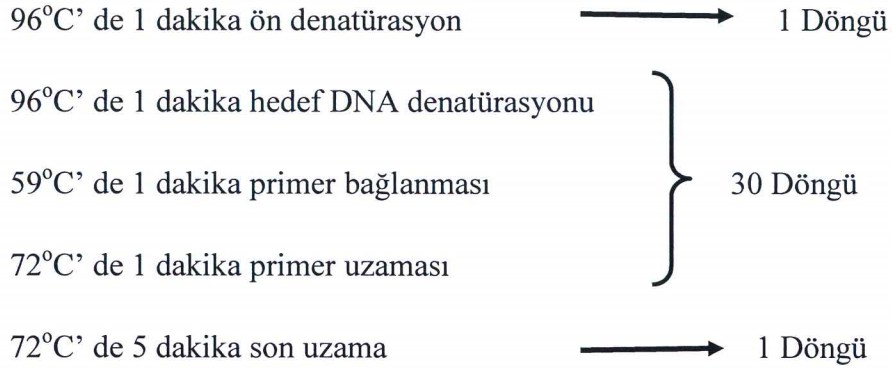 96°C’ de 1 dakika ön denatürasyon 1 Döngü
96°C’ de 1 dakika hedef DNA denatürasyonu
59°C’ de 1 dakika primer bağlanması 30 Döngü
72°C’ de 1 dakika primer uzaması
72°C’ de 5 dakika son uzama 1 Döngü